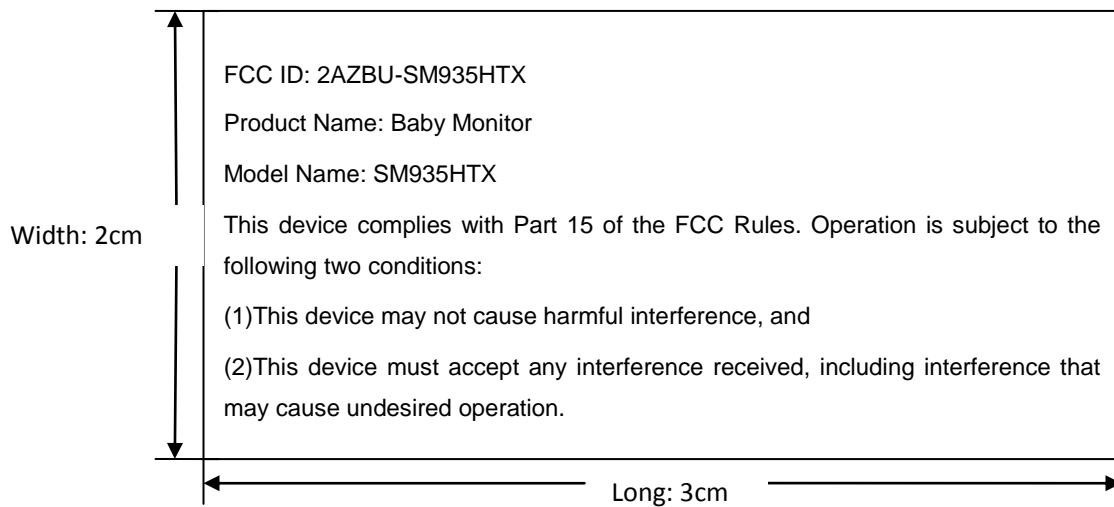 FCC ID: 2AZBU-SM935HTX
Product Name: Baby Monitor
Model Name: SM935HTX
This device complies with Part 15 of the FCC Rules. Operation is subject to the
Width: 2cm
following two conditions:
(1)This device may not cause harmful interference, and
(2)This device must accept any interference received, including interference that
may cause undesired operation.
Long: 3cm